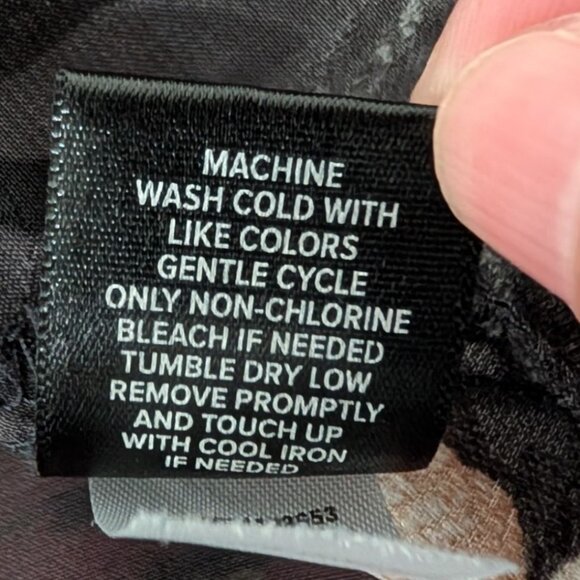 MACHINE
WASH COLD WITH
LIKE COLORS
GENTLE CYCLE
ONLY NON-CHLORINE
BLEACH IF NEEDED
TUMBLE DRY LOW
REMOVE PROMPTLY
AND TOUCH UP
WITH COOL IRON
IF NEEDED